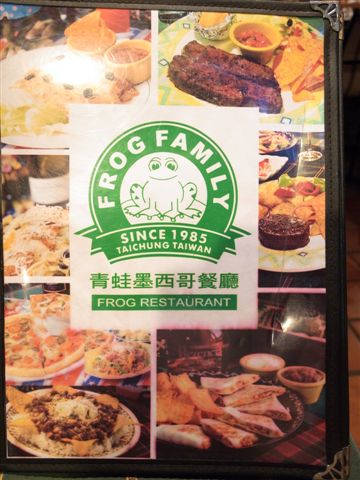 FROG FAMILY
SINCE 1985
TAICHUNG TAIWAN
青蛙墨西哥餐廳
FROG RESTAURANT